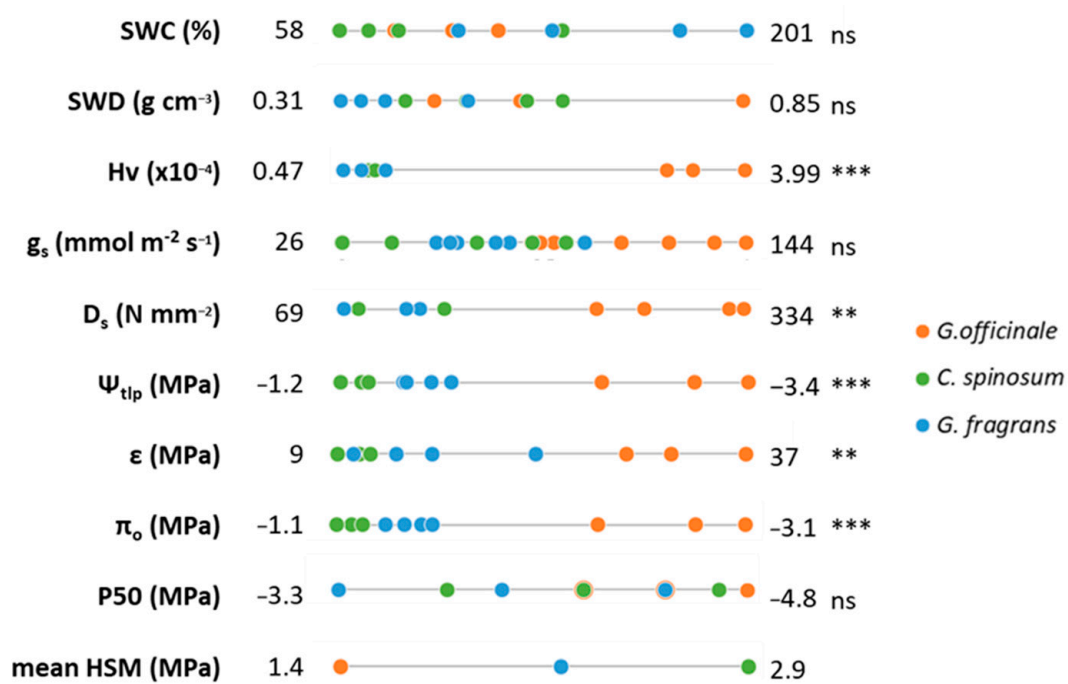 SWC (%) 58 201 ns
SWD (g cm⁻³) 0.31 0.85 ns
Hv (x10⁻⁴) 0.47 3.99 ***
gₛ (mmol m⁻² s⁻¹) 26 144 ns
Dₛ (N mm⁻²) 69 334 **
Ψtlp (MPa) −1.2 −3.4 ***
ε (MPa) 9 37 **
πₒ (MPa) −1.1 −3.1 ***
P50 (MPa) −3.3 −4.8 ns
mean HSM (MPa) 1.4 2.9
G.officinale
C. spinosum
G. fragrans